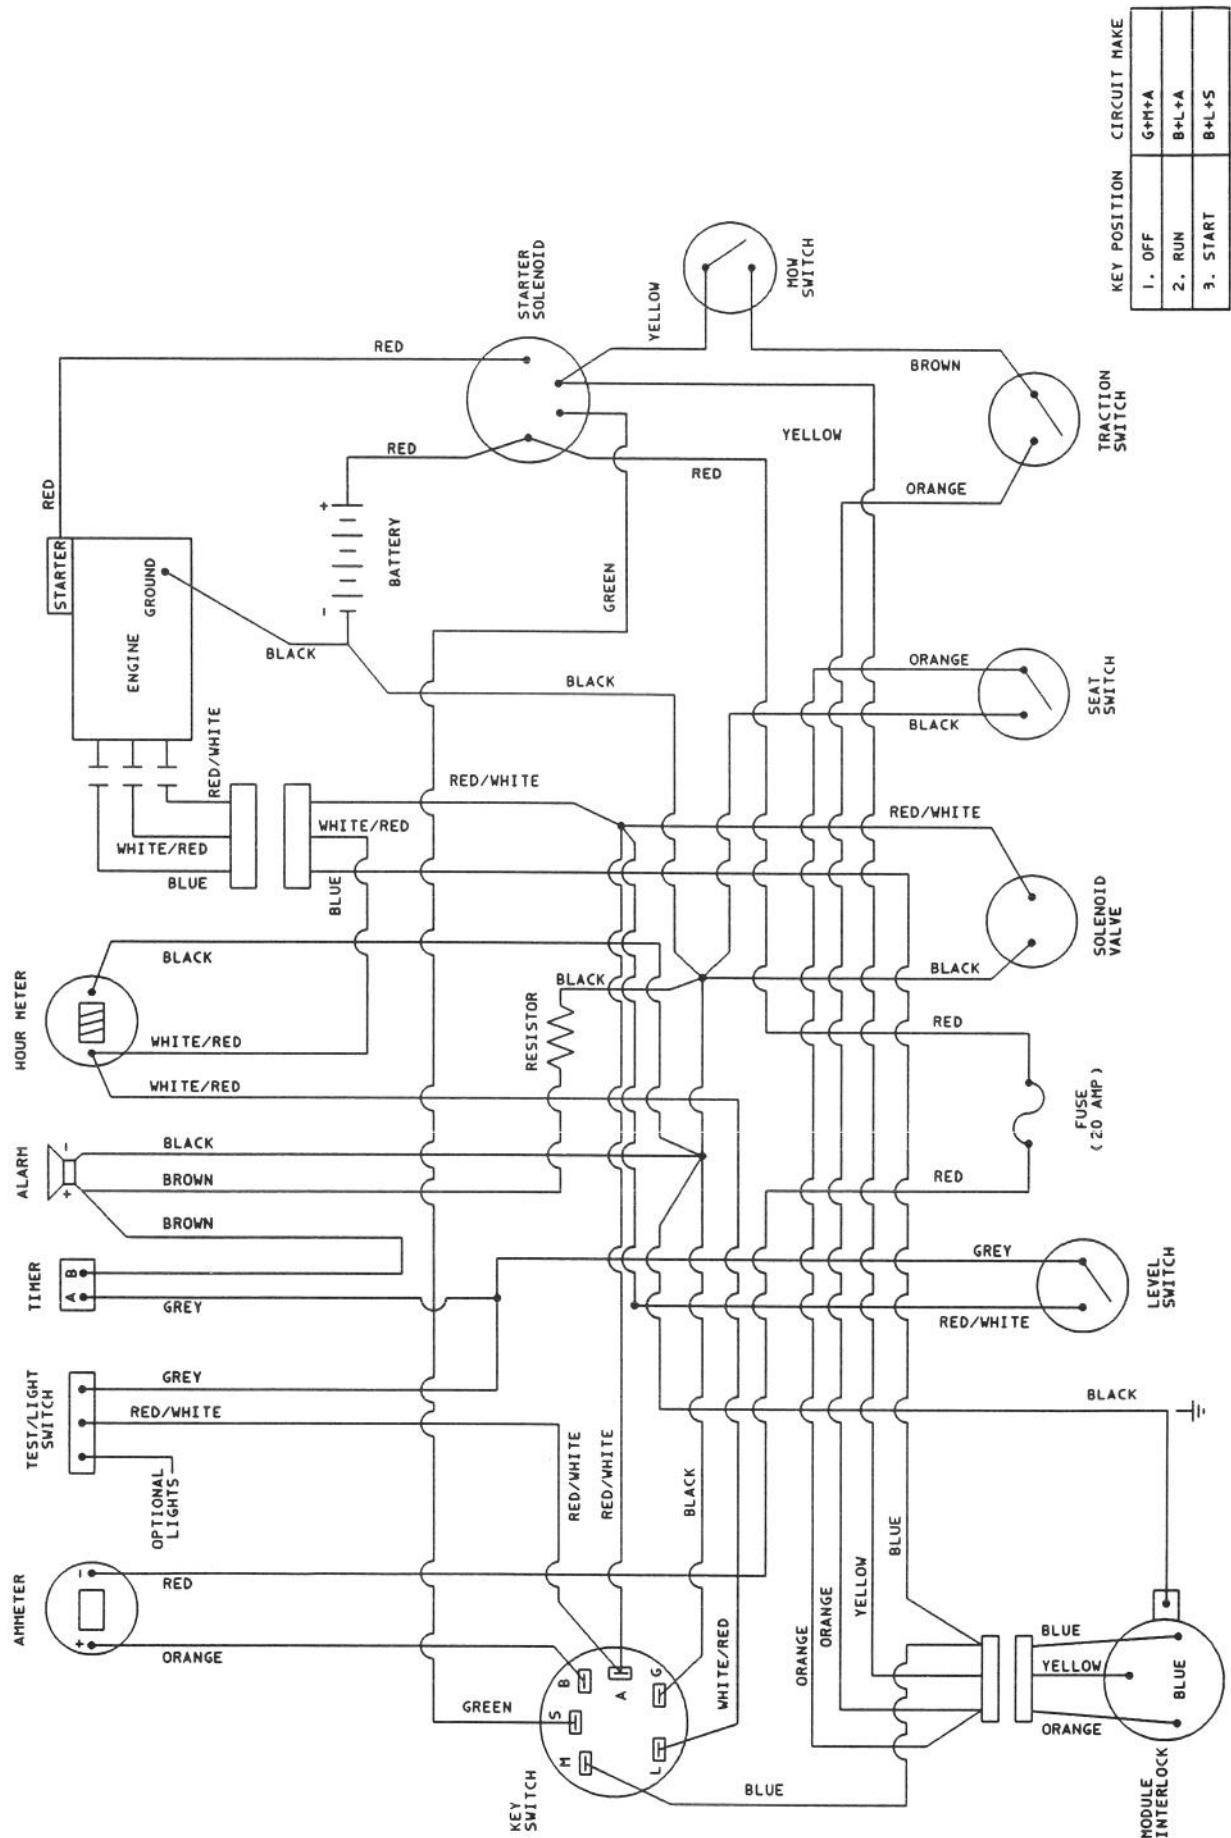 AMMETER
+
-
ORANGE
RED
TEST/LIGHT
SWITCH
OPTIONAL
LIGHTS
RED/WHITE
GREY
TIMER
A
B
GREY
BROWN
ALARM
+
-
BROWN
BLACK
HOUR METER
WHITE/RED
WHITE/RED
BLACK
BLUE
WHITE/RED
RED/WHITE
ENGINE
GROUND
STARTER
RED
BLUE
WHITE/RED
RED/WHITE
BLACK
BLACK
-
+
BATTERY
RED
RED
STARTER
SOLENOID
RED
GREEN
YELLOW
YELLOW
MOW
SWITCH
BROWN
TRACTION
SWITCH
ORANGE
SEAT
SWITCH
ORANGE
BLACK
SOLENOID
VALVE
RED/WHITE
BLACK
RESISTOR
BLACK
RED
FUSE
(20 AMP)
RED
LEVEL
SWITCH
GREY
RED/WHITE
BLACK
KEY
SWITCH
M
S
B
A
G
L
GREEN
RED/WHITE
RED/WHITE
BLACK
WHITE/RED
BLUE
ORANGE
ORANGE
YELLOW
BLUE
MODULE
INTERLOCK
ORANGE
YELLOW
BLUE
BLUE
KEY POSITION CIRCUIT MAKE
1. OFF G+M+A
2. RUN B+L+A
3. START B+L+S